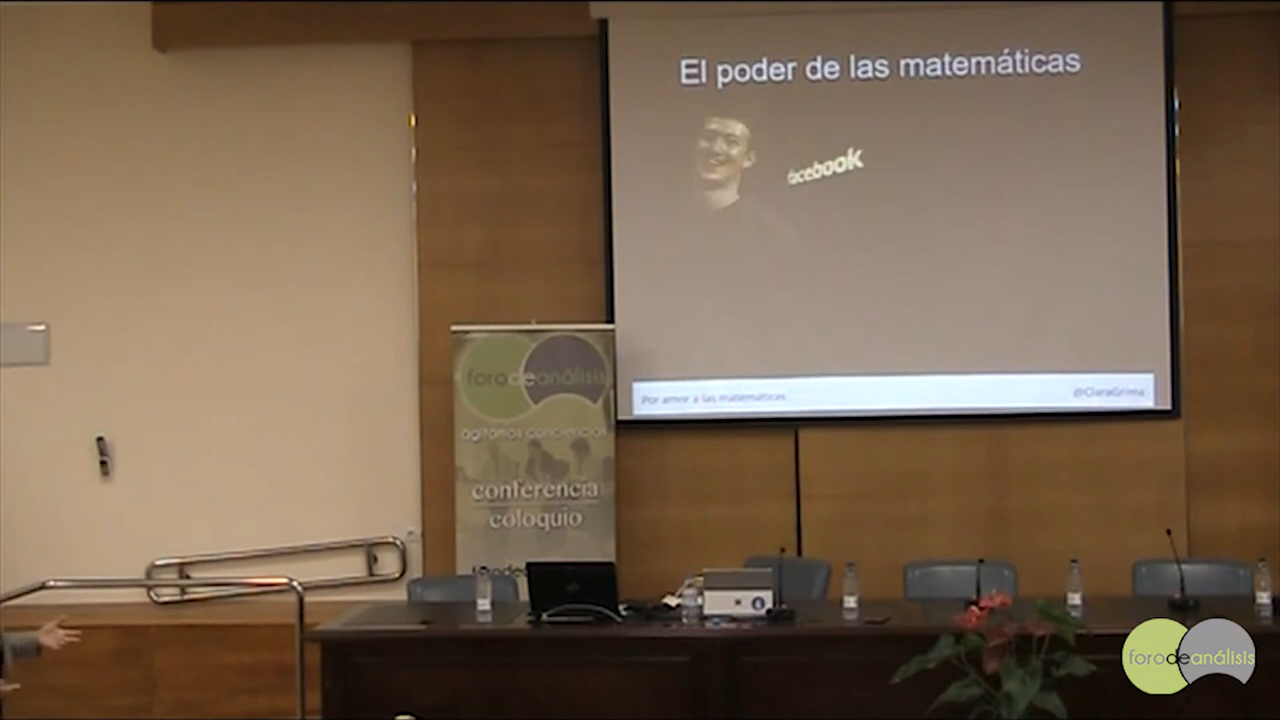 El poder de las matemáticas
facebook
Por amor a las matemáticas
@ClaraGrima
forodeanálisis
agitamos conciencias
conferencia
coloquio
forodeanálisis